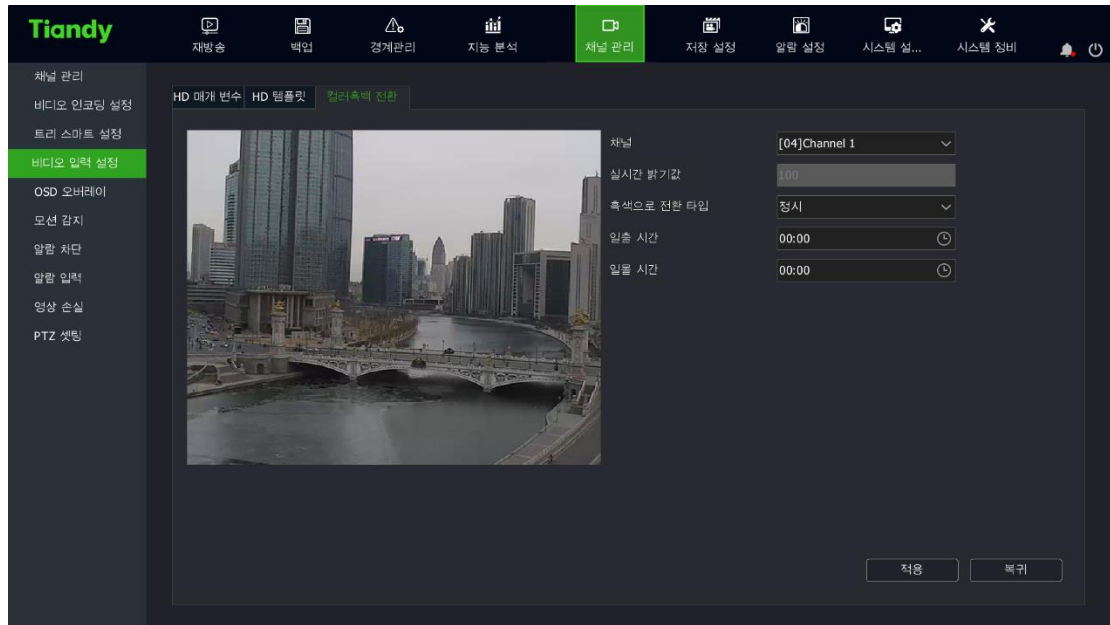 Tiandy
재방송
백업
경계관리
지능 분석
채널 관리
저장 설정
알람 설정
시스템 설...
시스템 정비
채널 관리
비디오 인코딩 설정
트리 스마트 설정
비디오 입력 설정
OSD 오버레이
모션 감지
알람 차단
알람 입력
영상 손실
PTZ 셋팅
HD 매개 변수
HD 템플릿
컬러흑백 전환
채널
[04]Channel 1
실시간 밝기값
100
흑색으로 전환 타입
정시
일출 시간
00:00
일몰 시간
00:00
적용
복귀